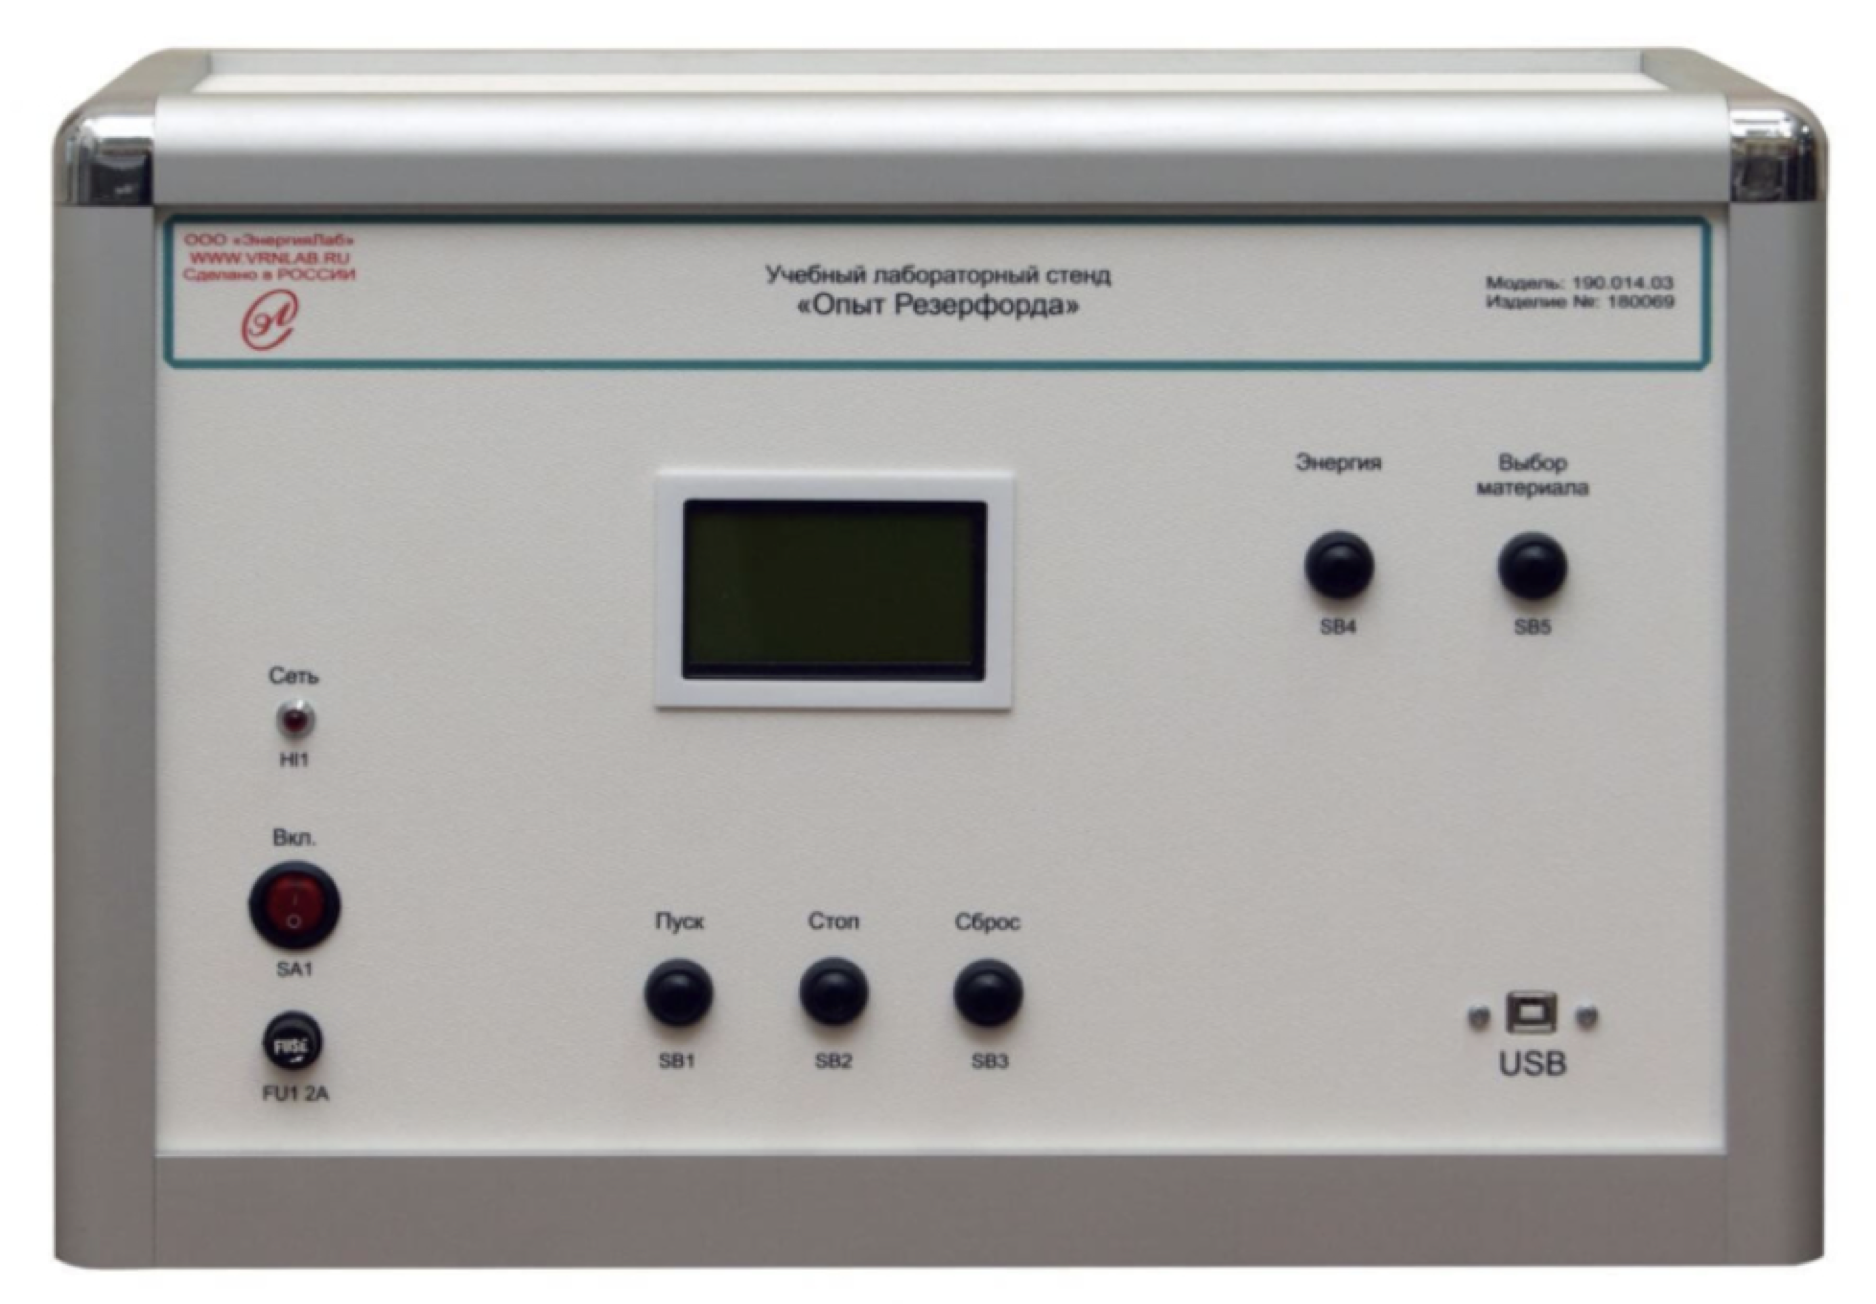 ООО «ЭнергияЛаб»
WWW.VRNLAB.RU
Сделано в РОССИИ
ЭЛ
Учебный лабораторный стенд
«Опыт Резерфорда»
Модель: 190.014.03
Изделие №: 180069
Энергия
Выбор
материала
SB4
SB5
Сеть
HI1
Вкл.
I
O
SA1
FUSE
FU1 2A
Пуск
Стоп
Сброс
SB1
SB2
SB3
USB